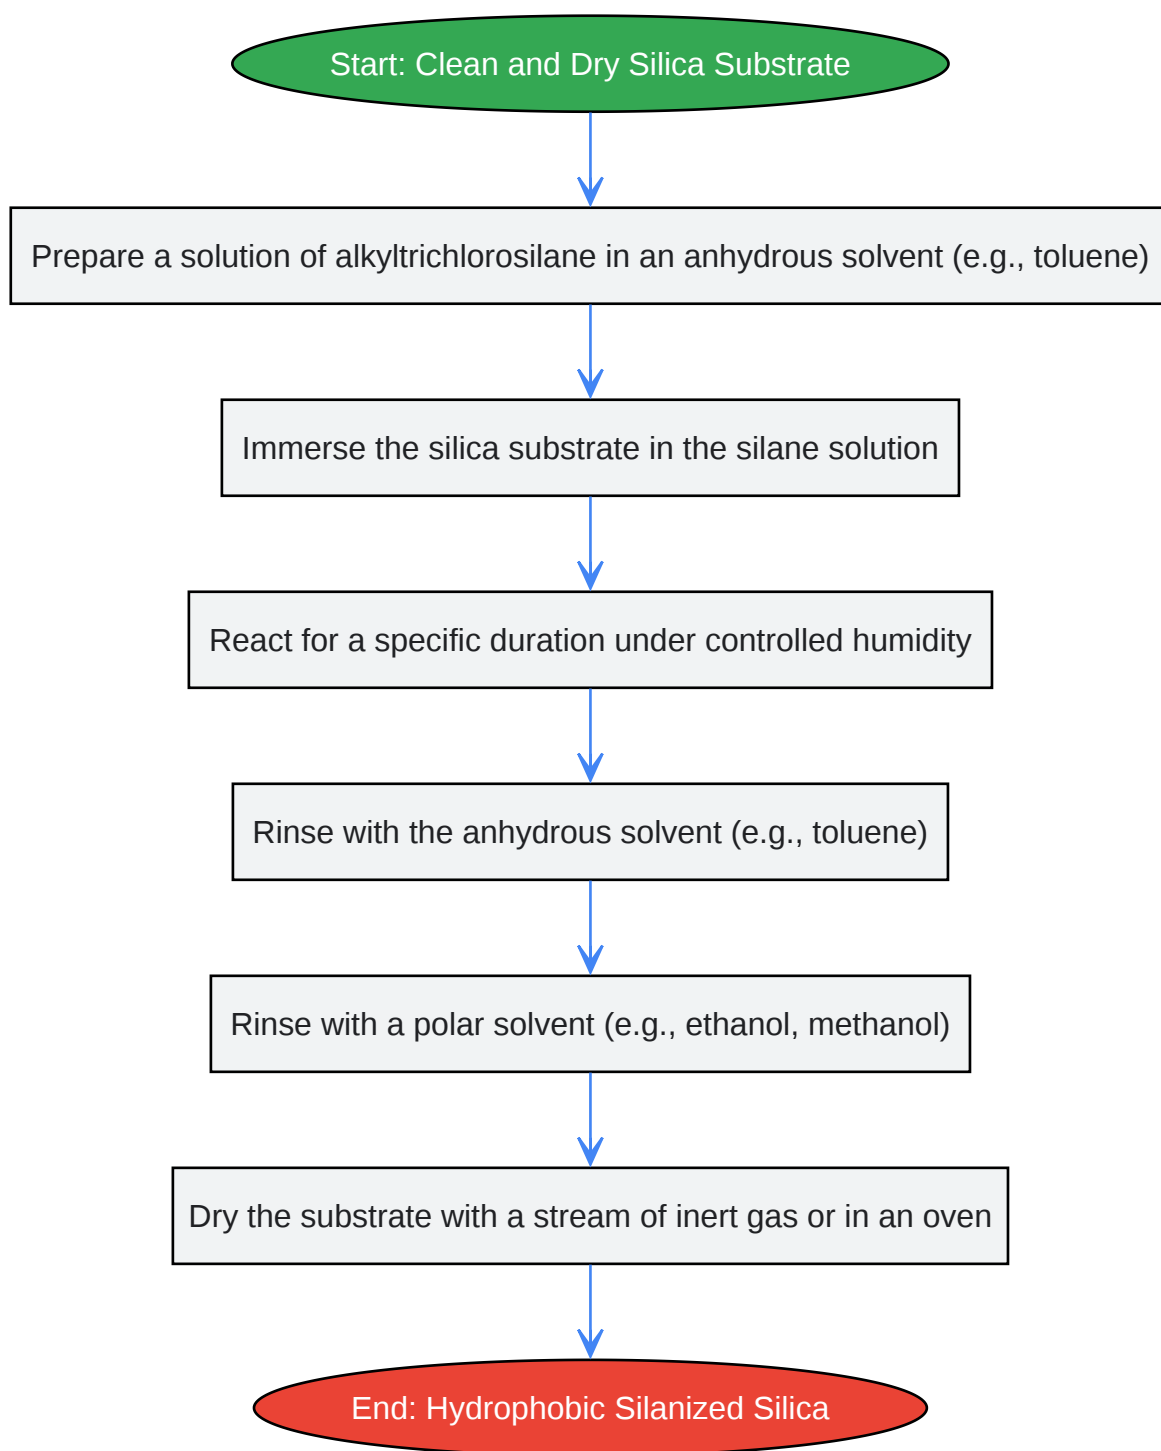 Start: Clean and Dry Silica Substrate
Prepare a solution of alkyltrichlorosilane in an anhydrous solvent (e.g., toluene)
Immerse the silica substrate in the silane solution
React for a specific duration under controlled humidity
Rinse with the anhydrous solvent (e.g., toluene)
Rinse with a polar solvent (e.g., ethanol, methanol)
Dry the substrate with a stream of inert gas or in an oven
End: Hydrophobic Silanized Silica